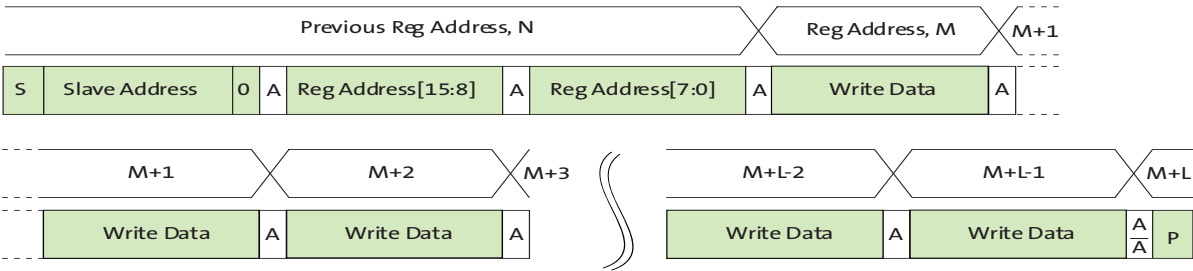 Previous Reg Address, N Reg Address, M M+1
S Slave Address 0 A Reg Address[15:8] A Reg Address[7:0] A Write Data A
M+1 M+2 M+3 M+L-2 M+L-1 M+L
Write Data A Write Data A Write Data A Write Data A/A̅ P